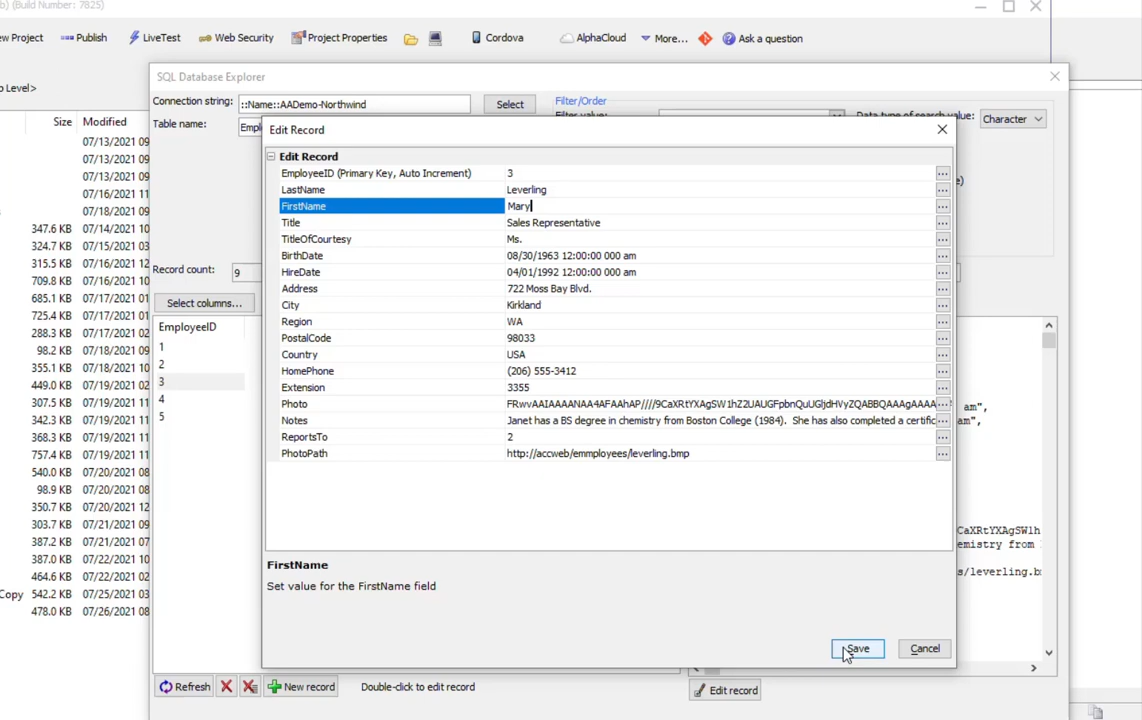 b) (Build Number: 7825)
ew Project Publish LiveTest Web Security Project Properties Cordova AlphaCloud More... Ask a question
o Level>
SQL Database Explorer
Connection string: ::Name::AADemo-Northwind Select Filter/Order
Table name: Empl
Data type of search value: Character
Size Modified
07/13/2021 09
07/13/2021 09
07/13/2021 09
07/16/2021 11
07/18/2021 09
347.6 KB 07/14/2021 10
324.7 KB 07/15/2021 03
315.5 KB 07/16/2021 12
709.8 KB 07/16/2021 10
685.1 KB 07/17/2021 01
725.4 KB 07/17/2021 01
288.3 KB 07/17/2021 02
98.2 KB 07/18/2021 09
355.1 KB 07/18/2021 10
449.0 KB 07/19/2021 02
307.5 KB 07/19/2021 11
342.3 KB 07/19/2021 03
368.3 KB 07/19/2021 03
757.4 KB 07/19/2021 10
540.0 KB 07/20/2021 08
98.9 KB 07/20/2021 08
350.7 KB 07/20/2021 12
303.7 KB 07/21/2021 09
387.2 KB 07/21/2021 07
387.0 KB 07/22/2021 10
464.6 KB 07/22/2021 02
Copy 542.2 KB 07/25/2021 03
478.0 KB 07/26/2021 08
Record count: 9
Select columns...
EmployeeID
1
2
3
4
5
Edit Record
Edit Record
EmployeeID (Primary Key, Auto Increment) 3
LastName Leverling
FirstName Mary
Title Sales Representative
TitleOfCourtesy Ms.
BirthDate 08/30/1963 12:00:00 000 am
HireDate 04/01/1992 12:00:00 000 am
Address 722 Moss Bay Blvd.
City Kirkland
Region WA
PostalCode 98033
Country USA
HomePhone (206) 555-3412
Extension 3355
Photo FRwvAAIAAAANAA4AFAAhAP////9CaXRtYXAgSW1hZ2UAUGFpbnQuUGljdHVyZQABBQAAAgAAAA
Notes Janet has a BS degree in chemistry from Boston College (1984). She has also completed a certific
ReportsTo 2
PhotoPath http://accweb/emmployees/leverling.bmp
FirstName
Set value for the FirstName field
Save Cancel
e)
am",
am",
CaXRtYXAgSW1h
emistry from
s/leverling.bm
Refresh New record Double-click to edit record Edit record